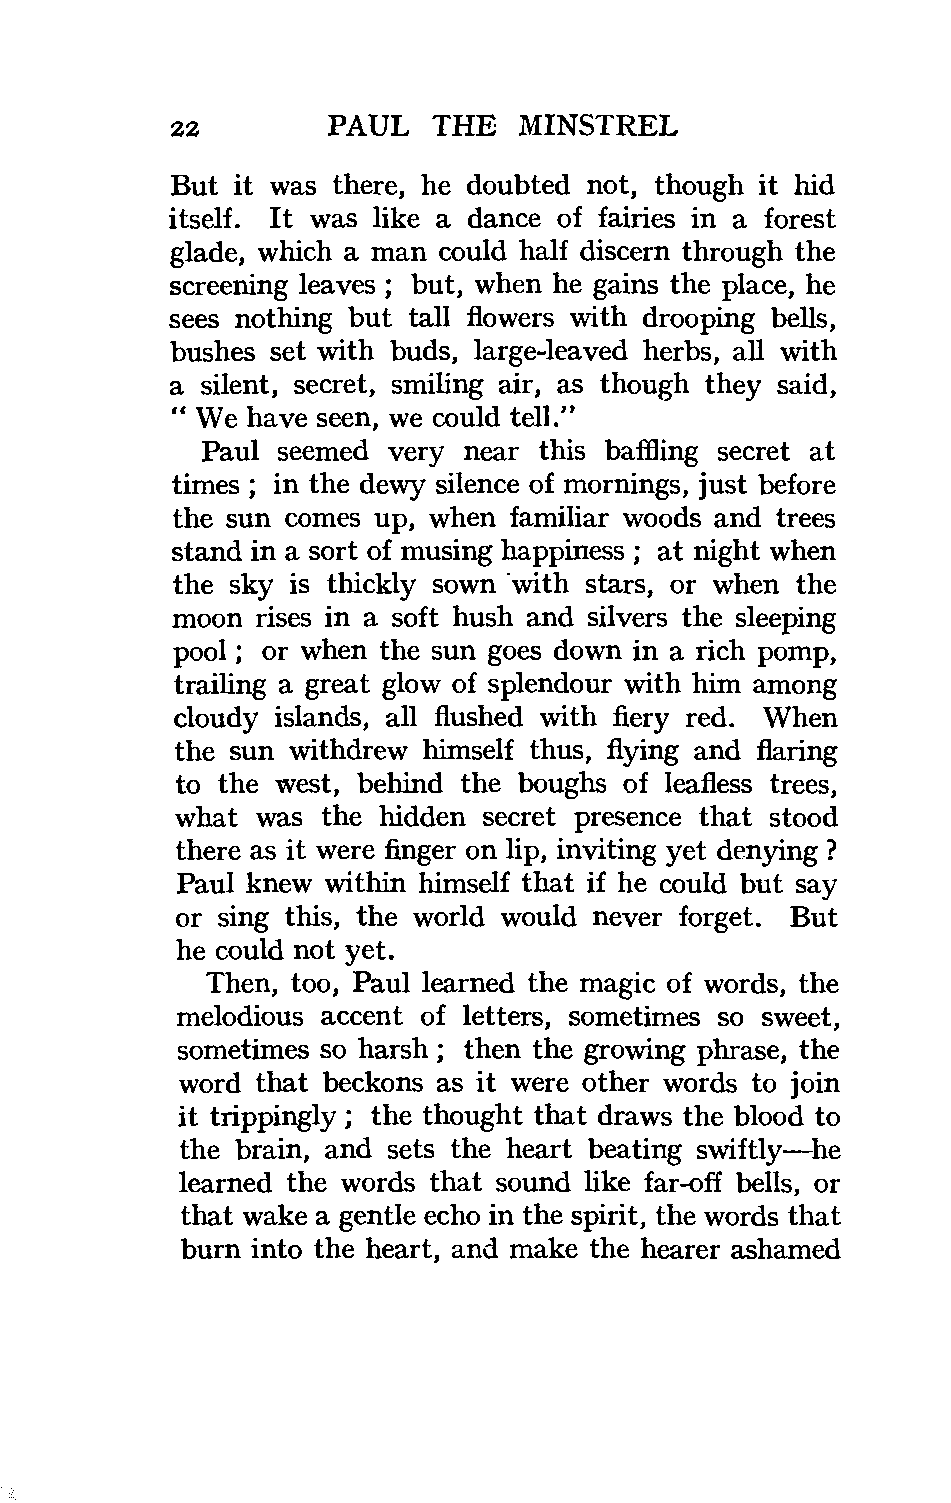 22 PAUL THE MINSTREL
But it was there, he doubted not, though it hid
itself. It was like a dance of fairies in a forest
glade, which a man could half discern through the
screening leaves ; but, when he gains the place, he
sees nothing but tall flowers with drooping bells,
bushes set with buds, large-leaved herbs, all with
a silent, secret, smiling air, as though they said,
" We have seen, we could tell."
Paul seemed very near this baffling secret at
times ; in the dewy silence of mornings, just before
the sun comes up, when familiar woods and trees
stand in a sort of musing happiness ; at night when
the sky is thickly sown with stars, or when the
moon rises in a soft hush and silvers the sleeping
pool ; or when the sun goes down in a rich pomp,
trailing a great glow of splendour with him among
cloudy islands, all flushed with fiery red. When
the sun withdrew himself thus, flying and flaring
to the west, behind the boughs of leafless trees,
what was the hidden secret presence that stood
there as it were finger on lip, inviting yet denying ?
Paul knew within himself that if he could but say
or sing this, the world would never forget. But
he could not yet.
Then, too, Paul learned the magic of words, the
melodious accent of letters, sometimes so sweet,
sometimes so harsh ; then the growing phrase, the
word that beckons as it were other words to join
it trippingly ; the thought that draws the blood to
the brain, and sets the heart beating swiftly—he
learned the words that sound like far-off bells, or
that wake a gentle echo in the spirit, the words that
burn into the heart, and make the hearer ashamed